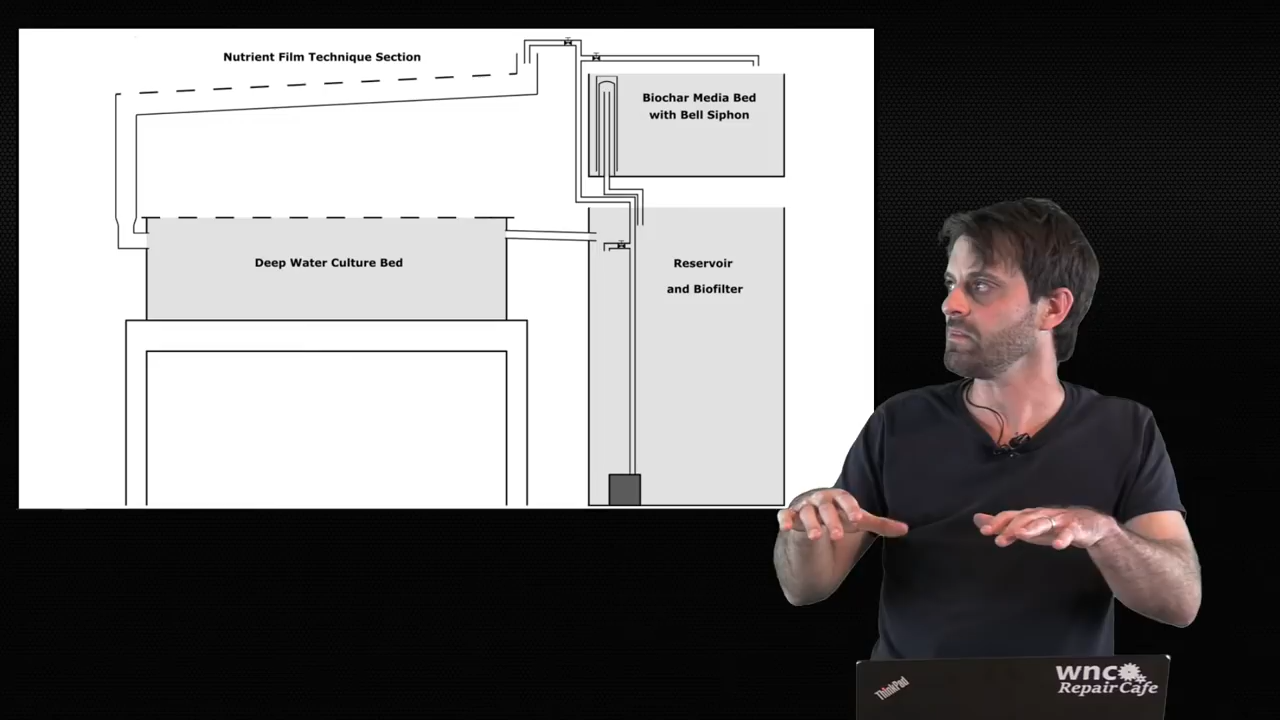 Nutrient Film Technique Section
Biochar Media Bed
with Bell Siphon
Deep Water Culture Bed
Reservoir
and Biofilter
ThinkPad
wnc
Repair Cafe